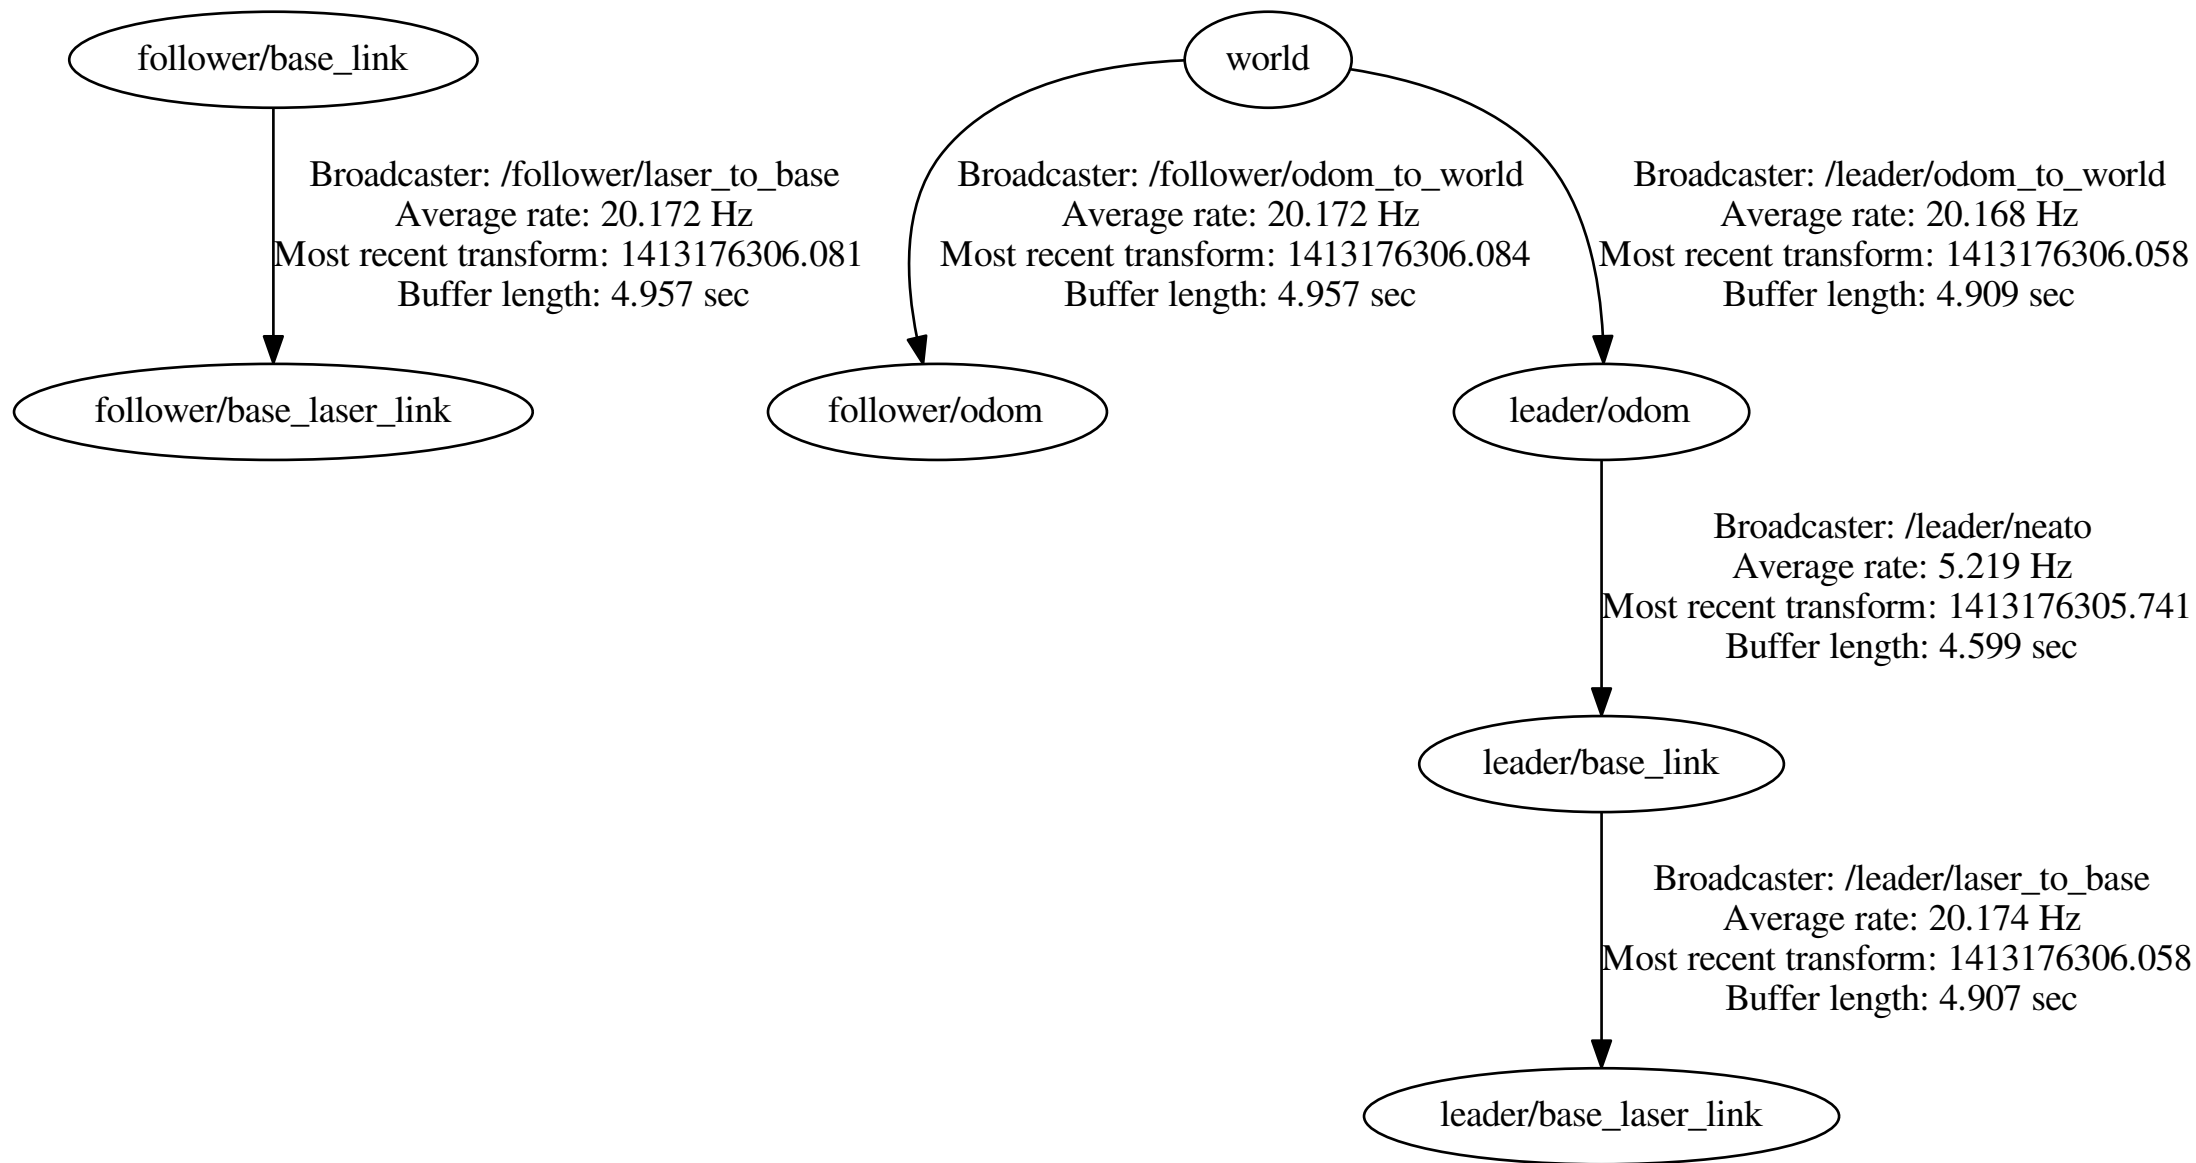 follower/base_link
world
Broadcaster: /follower/laser_to_base
Average rate: 20.172 Hz
Most recent transform: 1413176306.081
Buffer length: 4.957 sec
Broadcaster: /follower/odom_to_world
Average rate: 20.172 Hz
Most recent transform: 1413176306.084
Buffer length: 4.957 sec
Broadcaster: /leader/odom_to_world
Average rate: 20.168 Hz
Most recent transform: 1413176306.058
Buffer length: 4.909 sec
follower/base_laser_link
follower/odom
leader/odom
Broadcaster: /leader/neato
Average rate: 5.219 Hz
Most recent transform: 1413176305.741
Buffer length: 4.599 sec
leader/base_link
Broadcaster: /leader/laser_to_base
Average rate: 20.174 Hz
Most recent transform: 1413176306.058
Buffer length: 4.907 sec
leader/base_laser_link